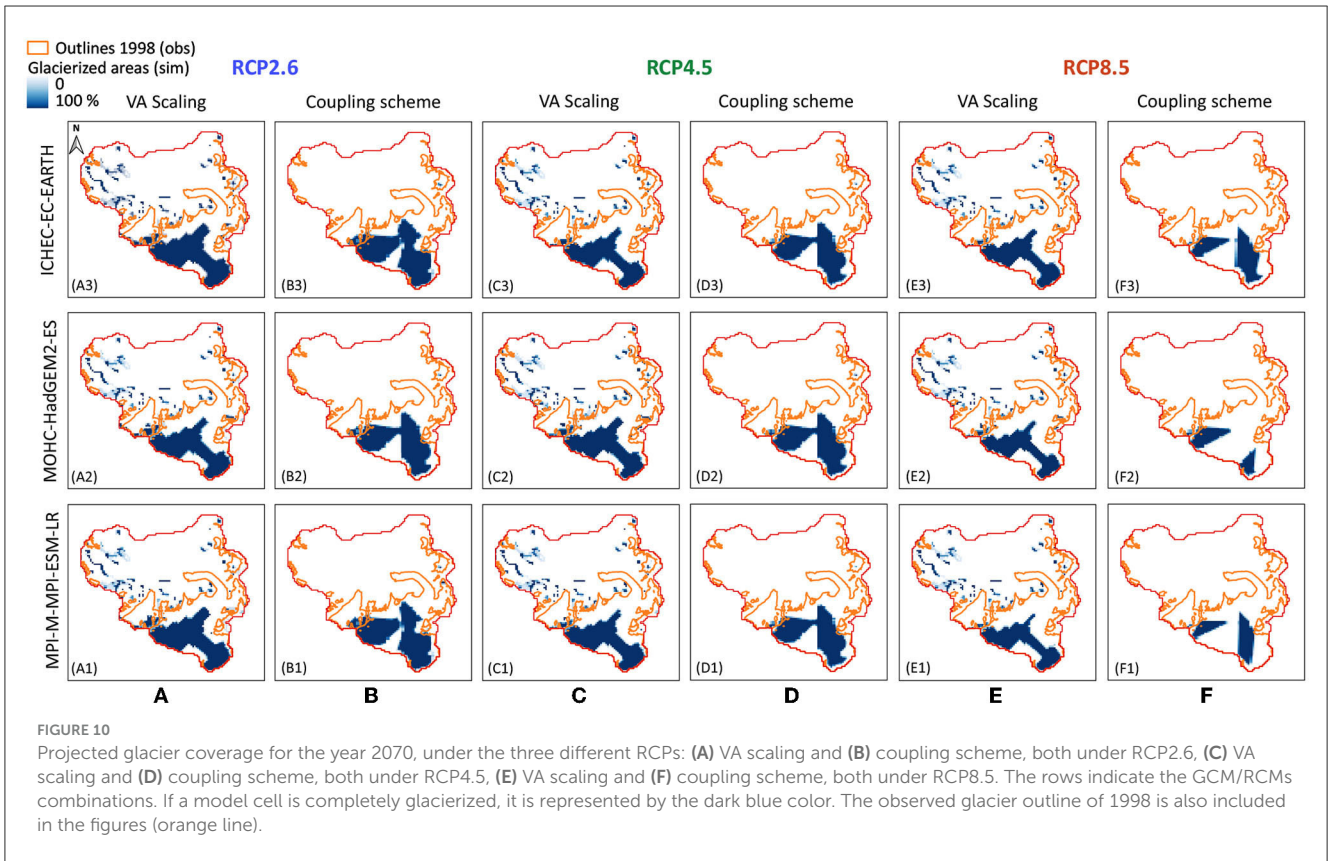 Outlines 1998 (obs)
Glacierized areas (sim)
0
100 %
RCP2.6
RCP4.5
RCP8.5
VA Scaling
Coupling scheme
VA Scaling
Coupling scheme
VA Scaling
Coupling scheme
N
ICHEC-EC-EARTH
(A3)
(B3)
(C3)
(D3)
(E3)
(F3)
MOHC-HadGEM2-ES
(A2)
(B2)
(C2)
(D2)
(E2)
(F2)
MPI-M-MPI-ESM-LR
(A1)
(B1)
(C1)
(D1)
(E1)
(F1)
A
B
C
D
E
F
FIGURE 10
Projected glacier coverage for the year 2070, under the three different RCPs: (A) VA scaling and (B) coupling scheme, both under RCP2.6, (C) VA
scaling and (D) coupling scheme, both under RCP4.5, (E) VA scaling and (F) coupling scheme, both under RCP8.5. The rows indicate the GCM/RCMs
combinations. If a model cell is completely glacierized, it is represented by the dark blue color. The observed glacier outline of 1998 is also included
in the figures (orange line).